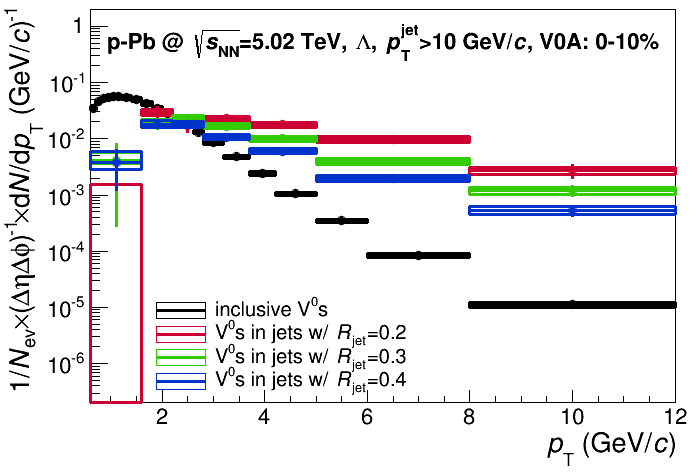 p-Pb @ √sNN=5.02 TeV, Λ, pTjet>10 GeV/c, V0A: 0-10%
1/Nev×(ΔηΔϕ)-1×dN/dpT (GeV/c)-1
1
10-1
10-2
10-3
10-4
10-5
10-6
inclusive V0s
V0s in jets w/ Rjet=0.2
V0s in jets w/ Rjet=0.3
V0s in jets w/ Rjet=0.4
2 4 6 8 10 12
pT (GeV/c)